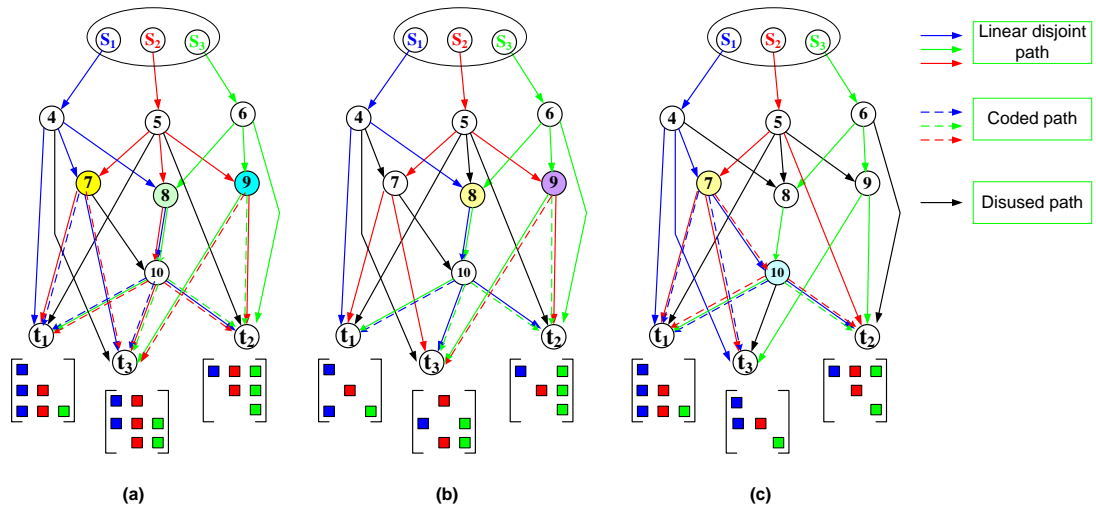 S1 S2 S3
4 5 6
7 8 9
10
t1 t3 t2
(a)
S1 S2 S3
4 5 6
7 8 9
10
t1 t3 t2
(b)
S1 S2 S3
4 5 6
7 8 9
10
t1 t3 t2
(c)
Linear disjoint
path
Coded path
Disused path